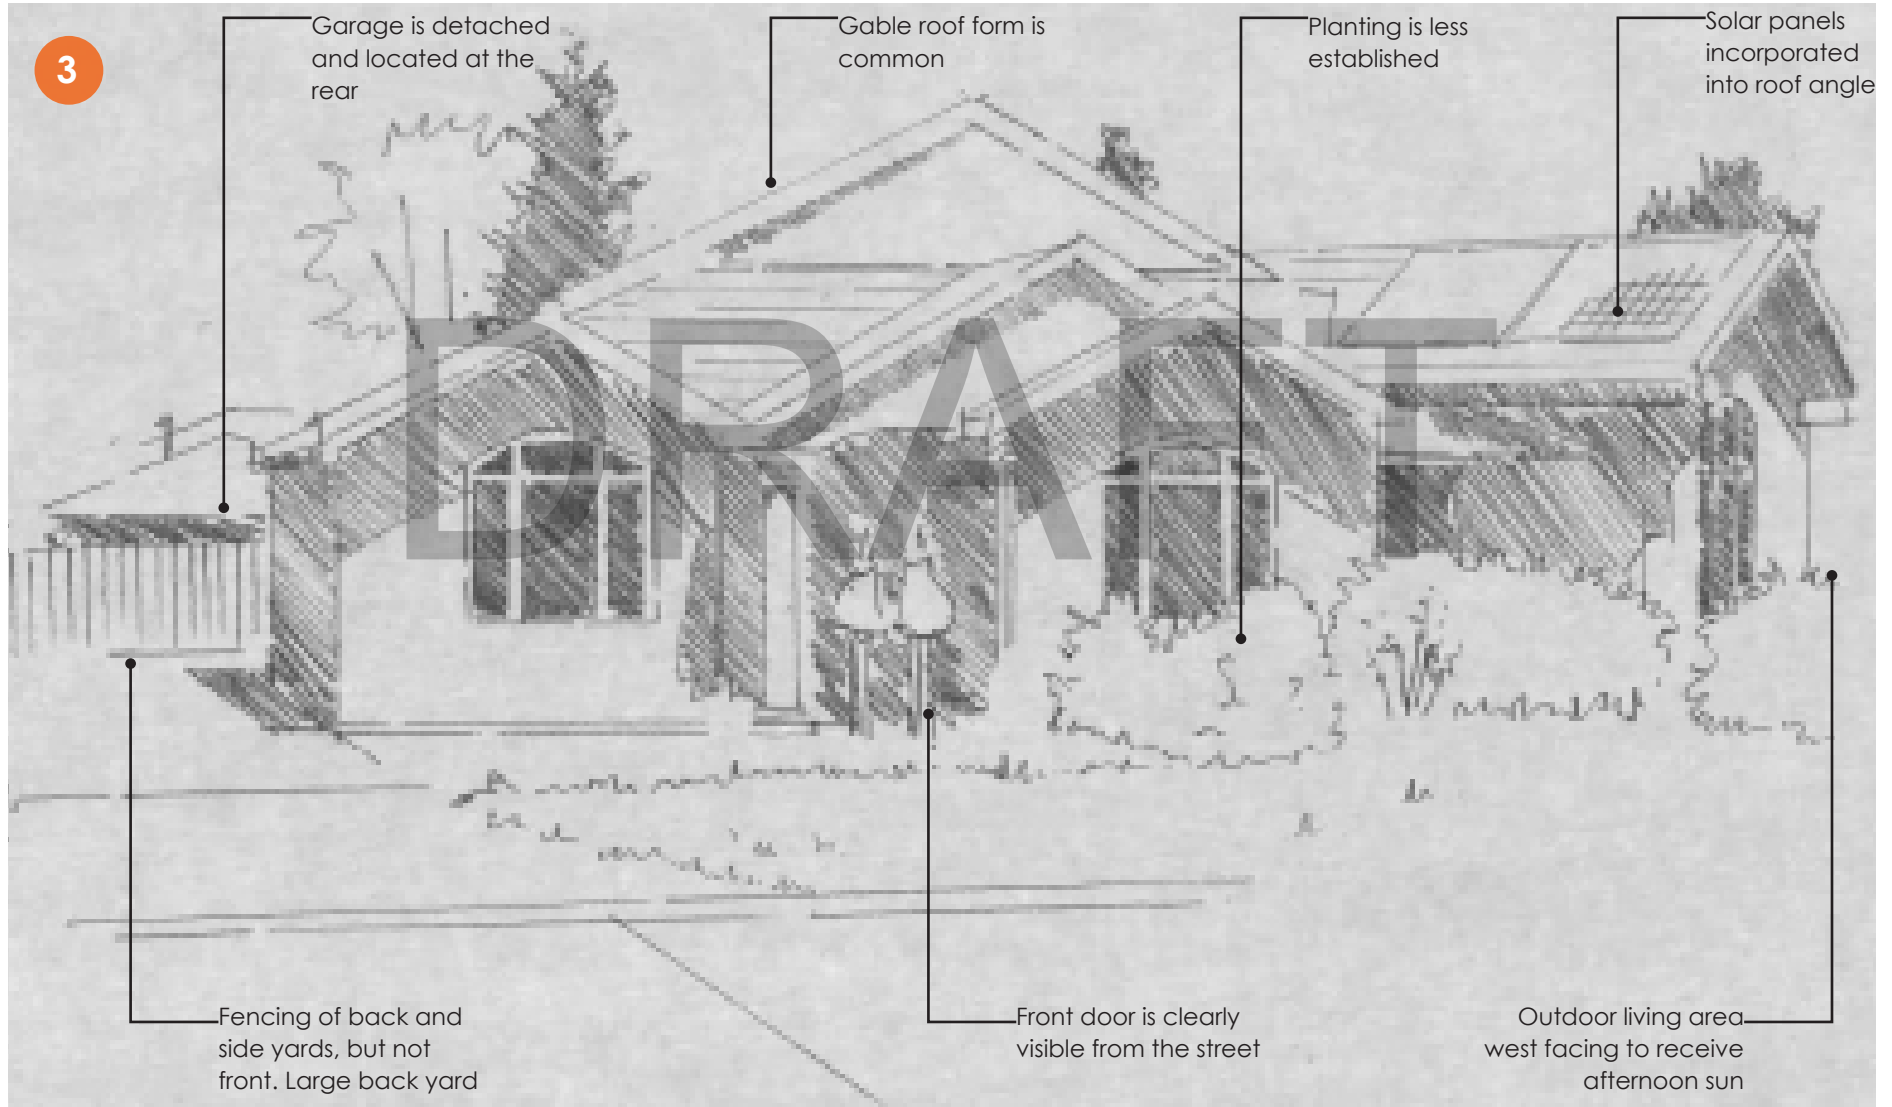 3
Garage is detached
and located at the
rear
Gable roof form is
common
Planting is less
established
Solar panels
incorporated
into roof angle
DRAFT
Fencing of back and
side yards, but not
front. Large back yard
Front door is clearly
visible from the street
Outdoor living area
west facing to receive
afternoon sun